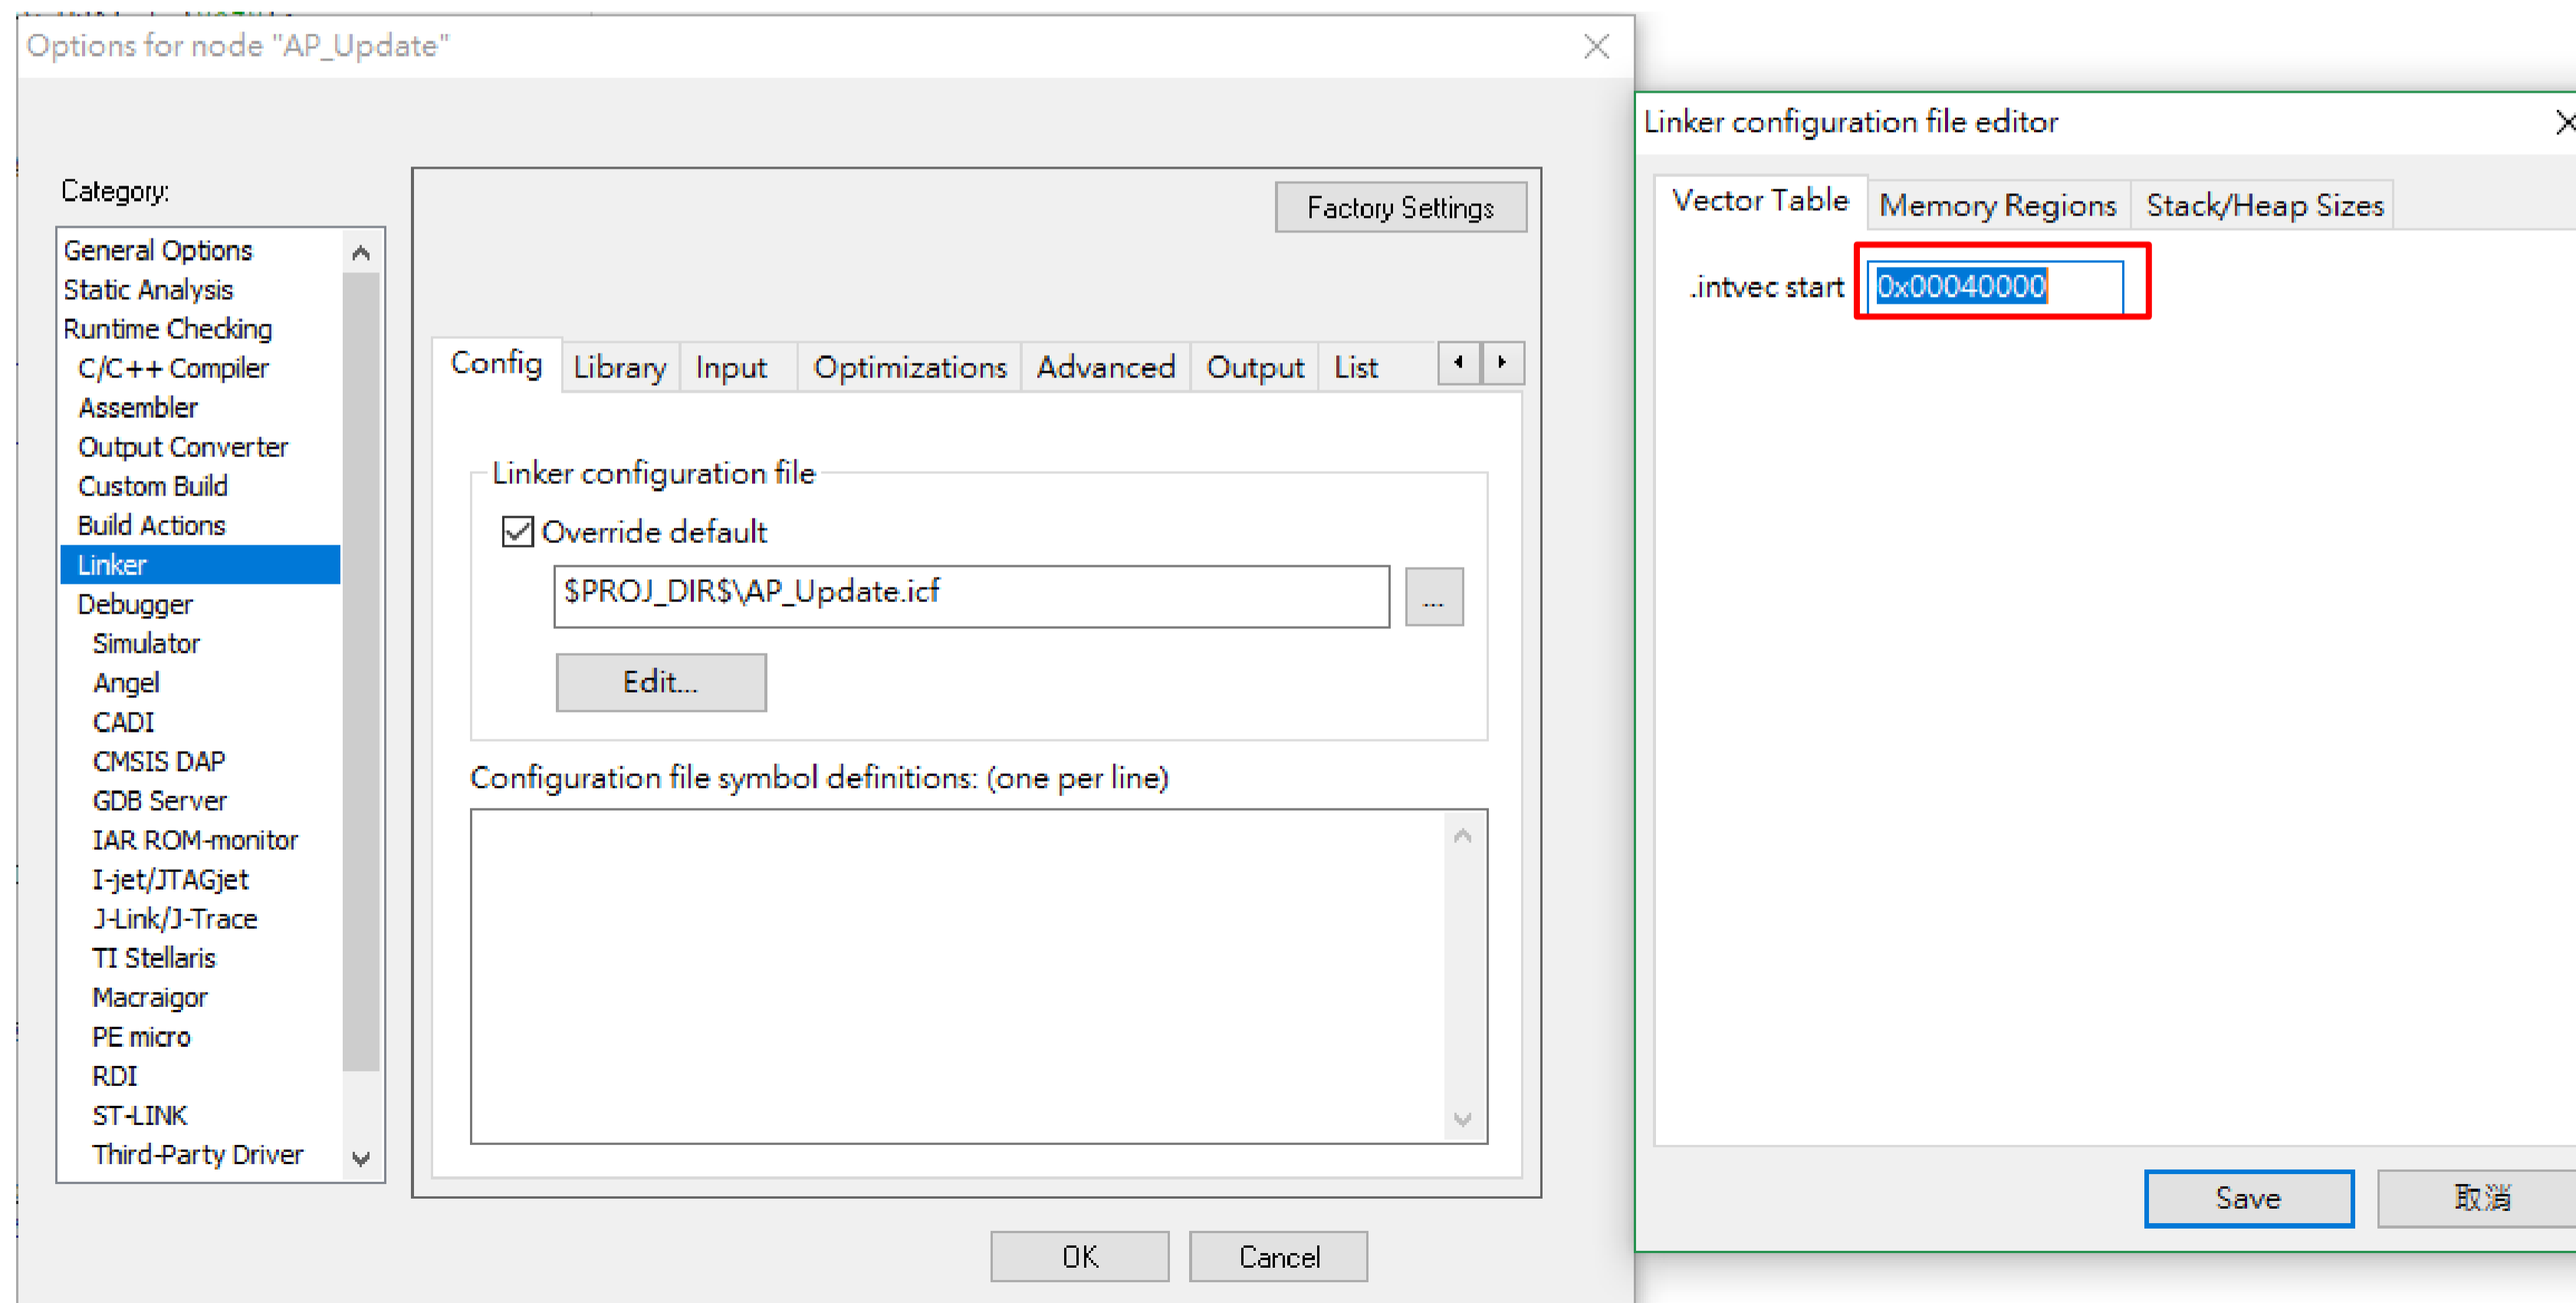 Options for node "AP_Update"
Category:
General Options
Static Analysis
Runtime Checking
C/C++ Compiler
Assembler
Output Converter
Custom Build
Build Actions
Linker
Debugger
Simulator
Angel
CADI
CMSIS DAP
GDB Server
IAR ROM-monitor
I-jet/JTAGjet
J-Link/J-Trace
TI Stellaris
Macraigor
PE micro
RDI
ST-LINK
Third-Party Driver
Factory Settings
Config Library Input Optimizations Advanced Output List
Linker configuration file
Override default
$PROJ_DIR$\AP_Update.icf
...
Edit...
Configuration file symbol definitions: (one per line)
OK Cancel
Linker configuration file editor
Vector Table Memory Regions Stack/Heap Sizes
.intvec start 0x00040000
Save 取消